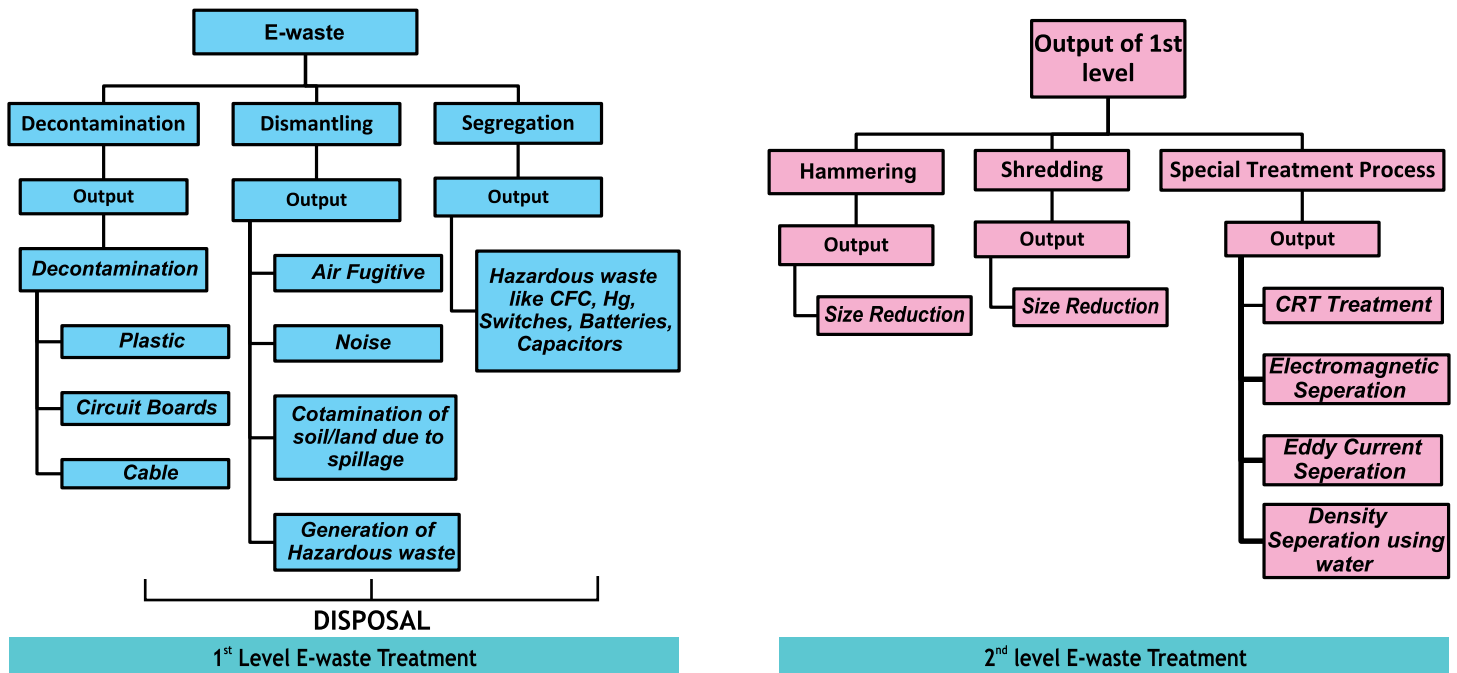 E-waste
Decontamination
Output
Decontamination
Plastic
Circuit Boards
Cable
Dismantling
Output
Air Fugitive
Noise
Cotamination of
soil/land due to
spillage
Generation of
Hazardous waste
Segregation
Output
Hazardous waste
like CFC, Hg,
Switches, Batteries,
Capacitors
DISPOSAL
1st Level E-waste Treatment
Output of 1st
level
Hammering
Output
Size Reduction
Shredding
Output
Size Reduction
Special Treatment Process
Output
CRT Treatment
Electromagnetic
Seperation
Eddy Current
Seperation
Density
Seperation using
water
2nd level E-waste Treatment